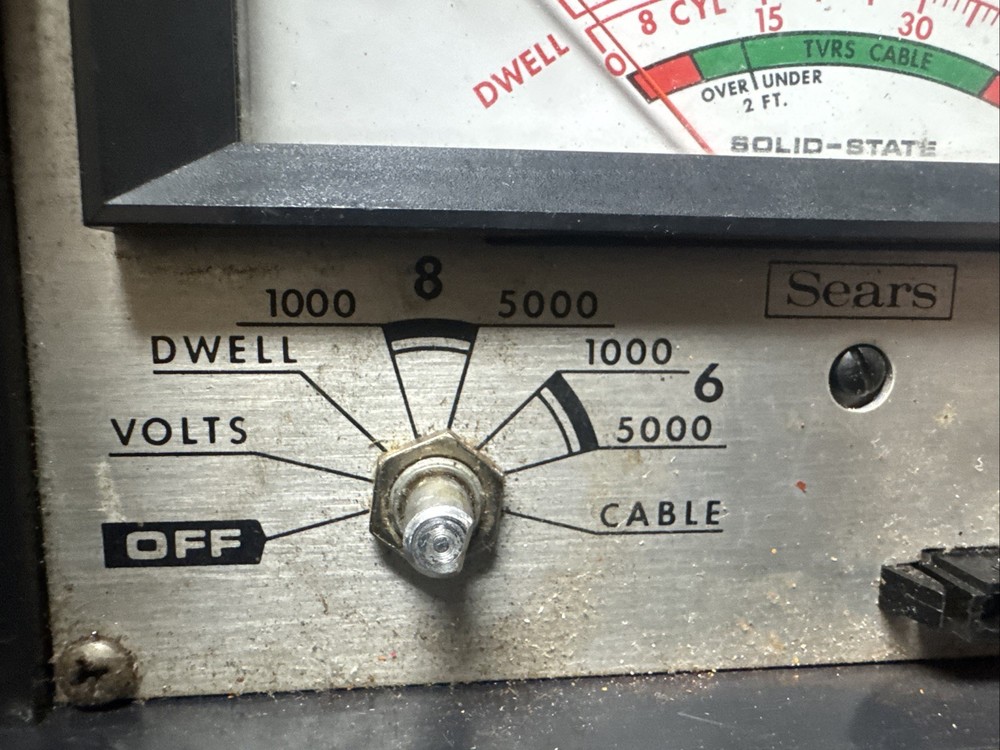 8 CYL 15 30
DWELL
0
TVRS CABLE
OVER UNDER
2 FT.
SOLID-STATE
Sears
8
1000 5000
DWELL
1000
6
VOLTS
5000
OFF
CABLE